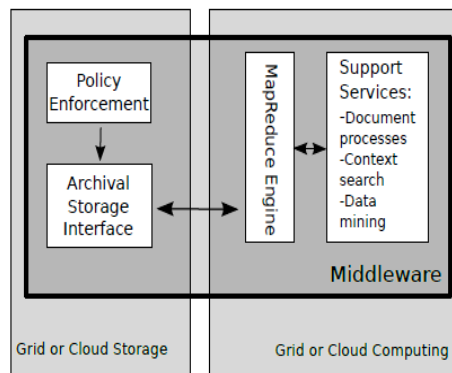 Policy
Enforcement
Archival
Storage
Interface
MapReduce Engine
Support
Services:
-Document
processes
-Context
search
-Data
mining
Middleware
Grid or Cloud Storage
Grid or Cloud Computing